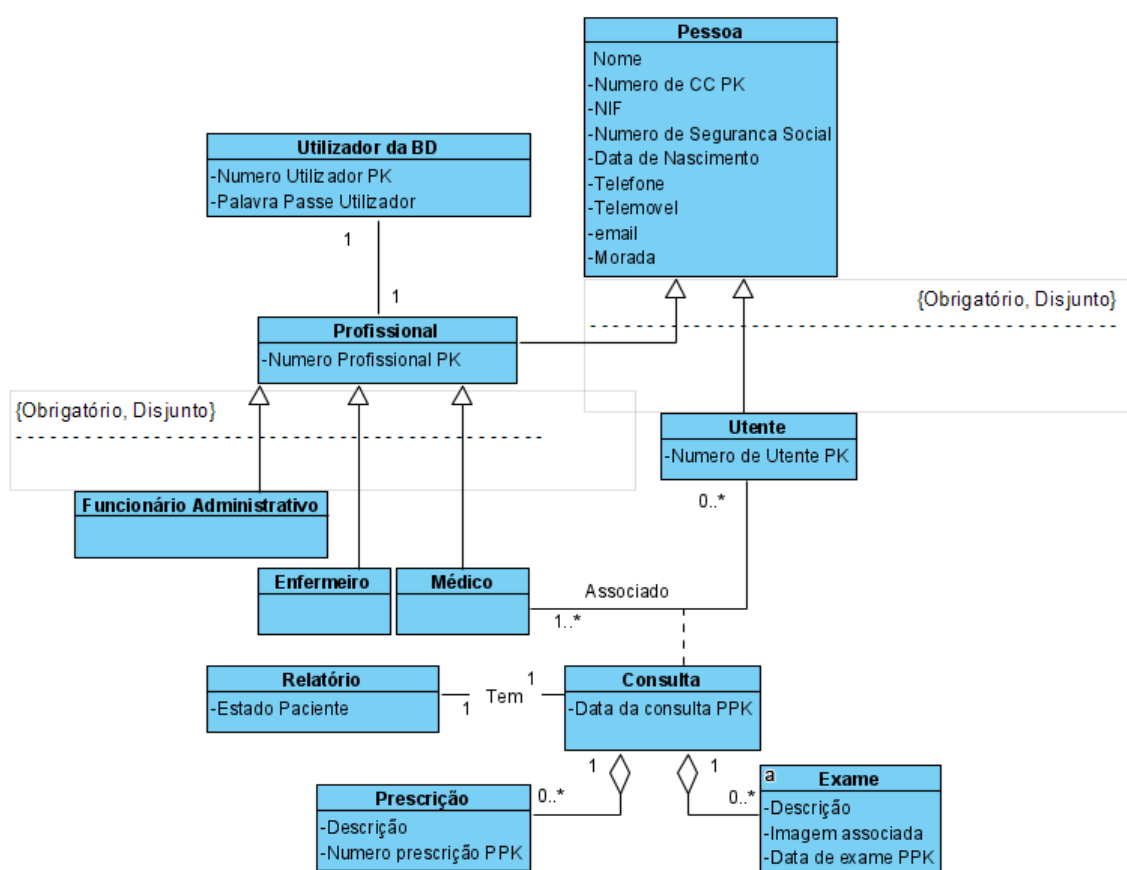 Pessoa
Nome
-Numero de CC PK
-NIF
-Numero de Seguranca Social
-Data de Nascimento
-Telefone
-Telemovel
-email
-Morada
Utilizador da BD
-Numero Utilizador PK
-Palavra Passe Utilizador
1
1
{Obrigatório, Disjunto}
Profissional
-Numero Profissional PK
{Obrigatório, Disjunto}
Utente
-Numero de Utente PK
0..*
Funcionário Administrativo
Enfermeiro
Médico
Associado
1..*
Relatório
-Estado Paciente
1
Tem
1
Consulta
-Data da consulta PPK
1
1
Prescrição
-Descrição
-Numero prescrição PPK
0..*
0..*
a
Exame
-Descrição
-Imagem associada
-Data de exame PPK